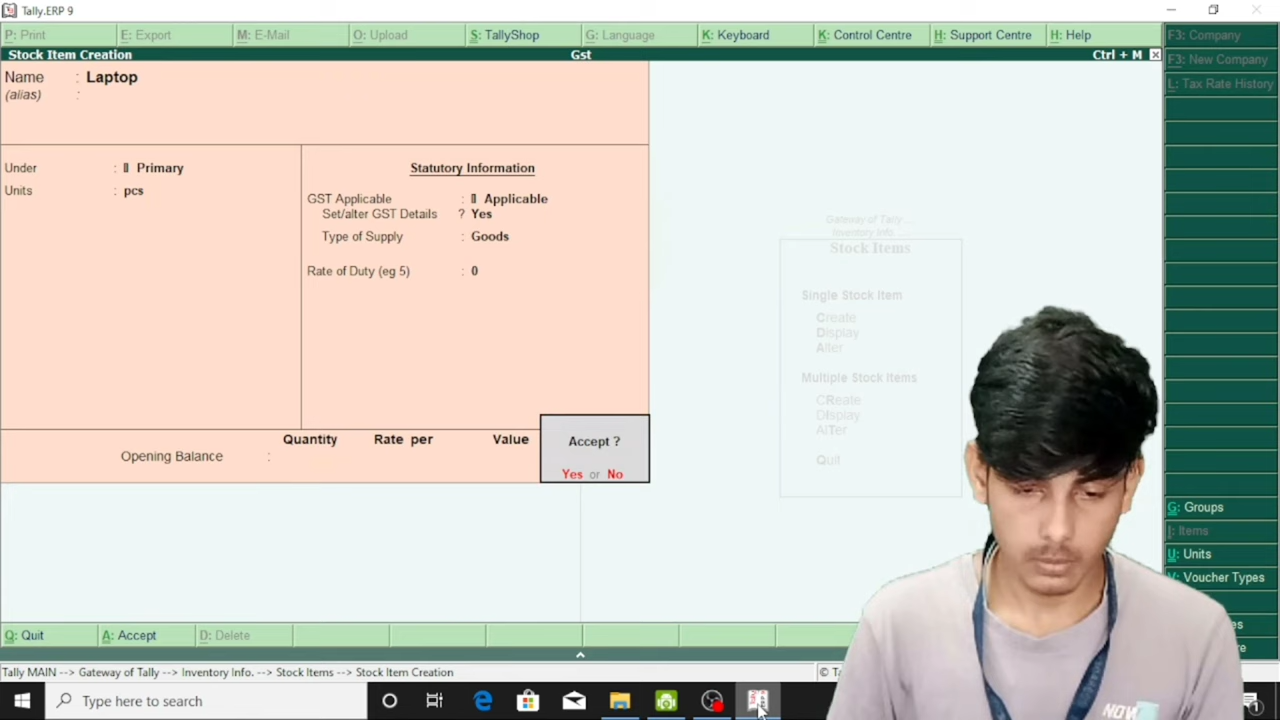 Tally.ERP 9
P: Print E: Export M: E-Mail O: Upload S: TallyShop G: Language K: Keyboard K: Control Centre H: Support Centre H: Help
F3: Company
Stock Item Creation Gst Ctrl + M
F3: New Company
Name : Laptop
L: Tax Rate History
(alias) :
Under : Primary
Units : pcs
Statutory Information
GST Applicable : Applicable
Set/alter GST Details ? Yes
Type of Supply : Goods
Rate of Duty (eg 5) : 0
Gateway of Tally ...
Inventory Info. ...
Stock Items
Single Stock Item
Create
Display
Alter
Multiple Stock Items
CReate
DIsplay
AlTer
Quit
Quantity Rate per Value
Opening Balance :
Accept ?
Yes or No
G: Groups
I: Items
U: Units
V: Voucher Types
Q: Quit A: Accept D: Delete
Tally MAIN --> Gateway of Tally --> Inventory Info. --> Stock Items --> Stock Item Creation
Type here to search
NOW
1